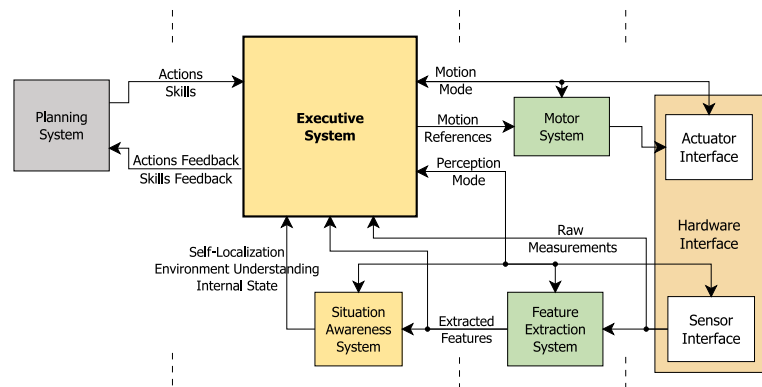 Planning
System
Actions
Skills
Actions Feedback
Skills Feedback
Executive
System
Motion
Mode
Motion
References
Perception
Mode
Motor
System
Actuator
Interface
Hardware
Interface
Raw
Measurements
Self-Localization
Environment Understanding
Internal State
Situation
Awareness
System
Extracted
Features
Feature
Extraction
System
Sensor
Interface